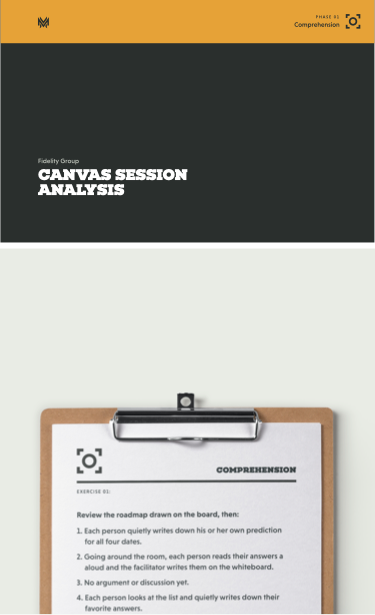 PHASE 02
Comprehension
Fidelity Group
CANVAS SESSION
ANALYSIS
COMPREHENSION
EXERCISE 01:
Review the roadmap drawn on the board, then:
1. Each person quietly writes down his or her own prediction
for all four dates.
2. Going around the room, each person reads their answers a
aloud and the facilitator writes them on the whiteboard.
3. No argument or discussion yet.
4. Each person looks at the list and quietly writes down their
favorite answers.